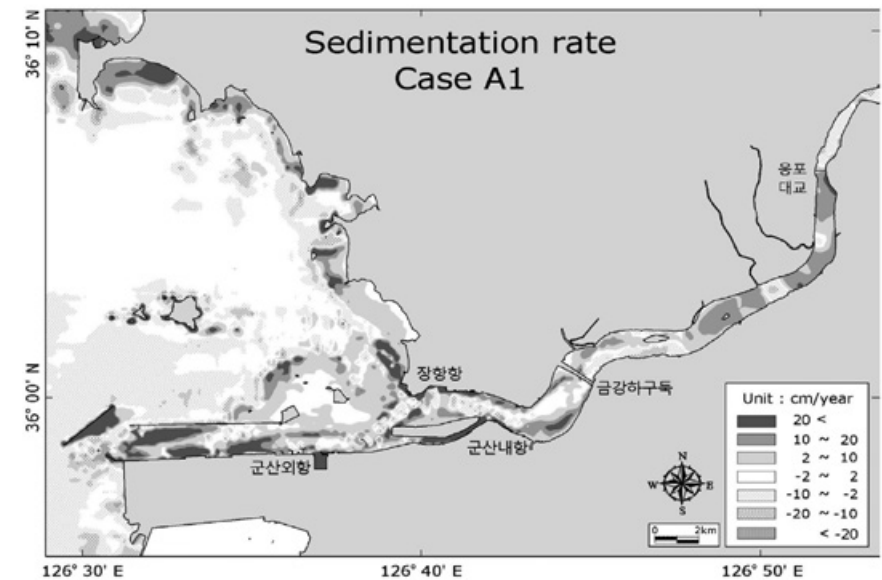 Sedimentation rate
Case A1
36° 10' N
36° 00' N
웅포
대교
장항항
금강하구둑
군산내항
군산외항
Unit : cm/year
20 <
10 ~ 20
2 ~ 10
-2 ~ 2
-10 ~ -2
-20 ~ -10
< -20
N
W
E
S
0
2km
126° 30' E
126° 40' E
126° 50' E